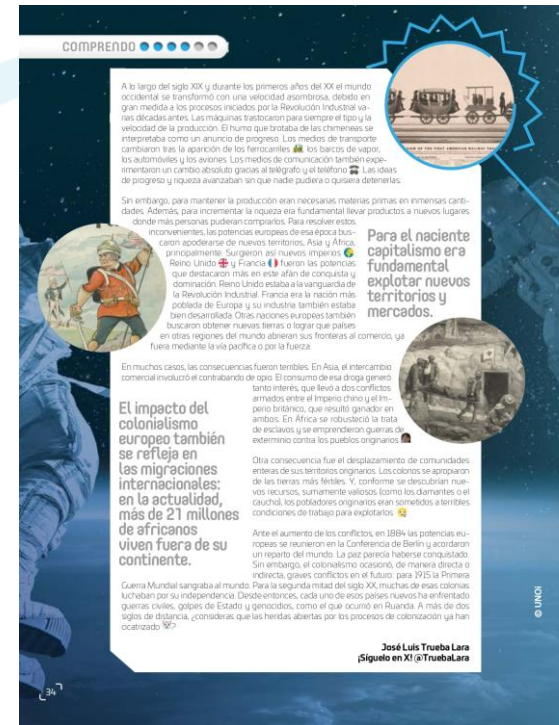 COMPRENDO
A lo largo del siglo XIX y durante los primeros años del XX el mundo
occidental se transformó con una velocidad asombrosa, debido en
gran medida a los procesos iniciados por la Revolución Industrial va-
rias décadas antes. Las máquinas trastocaron para siempre el tipo y la
velocidad de la producción. El humo que brotaba de las chimeneas se
interpretaba como un anuncio de progreso. Los medios de transporte
cambiaron tras la aparición de los ferrocarriles 🚂, los barcos de vapor,
los automóviles y los aviones. Los medios de comunicación también expe-
rimentaron un cambio absoluto gracias al telégrafo y el teléfono ☎. Las ideas
de progreso y riqueza avanzaban sin que nadie pudiera o quisiera detenerlas.
Sin embargo, para mantener la producción eran necesarias materias primas en inmensas canti-
dades. Además, para incrementar la riqueza era fundamental llevar productos a nuevos lugares
donde más personas pudieran comprarlos. Para resolver estos
inconvenientes, las potencias europeas de esa época bus-
caron apoderarse de nuevos territorios, Asia y África,
principalmente. Surgieron así nuevos imperios 🌍.
Reino Unido 🇬🇧 y Francia 🇫🇷 fueron las potencias
que destacaron más en este afán de conquista y
dominación. Reino Unido estaba a la vanguardia de
la Revolución Industrial. Francia era la nación más
poblada de Europa y su industria también estaba
bien desarrollada. Otras naciones europeas también
buscaron obtener nuevas tierras o lograr que países
en otras regiones del mundo abrieran sus fronteras al comercio, ya
fuera mediante la vía pacífica o por la fuerza.
Para el naciente
capitalismo era
fundamental
explotar nuevos
territorios y
mercados.
En muchos casos, las consecuencias fueron terribles. En Asia, el intercambio
comercial involucró el contrabando de opio. El consumo de esa droga generó
tanto interés, que llevó a dos conflictos
armados entre el Imperio chino y el Im-
perio británico, que resultó ganador en
ambos. En África se robusteció la trata
de esclavos y se emprendieron guerras de
exterminio contra los pueblos originarios
El impacto del
colonialismo
europeo también
se refleja en
las migraciones
internacionales:
en la actualidad,
más de 21 millones
de africanos
viven fuera de su
continente.
Otra consecuencia fue el desplazamiento de comunidades
enteras de sus territorios originarios. Los colonos se apropiaron
de las tierras más fértiles. Y, conforme se descubrían nue-
vos recursos, sumamente valiosos (como los diamantes o el
caucho), los pobladores originarios eran sometidos a terribles
condiciones de trabajo para explotarlos 😢.
Ante el aumento de los conflictos, en 1884 las potencias eu-
ropeas se reunieron en la Conferencia de Berlín y acordaron
un reparto del mundo. La paz parecía haberse conquistado.
Sin embargo, el colonialismo ocasionó, de manera directa o
indirecta, graves conflictos en el futuro: para 1915 la Primera
Guerra Mundial sangraba al mundo. Para la segunda mitad del siglo XX, muchas de esas colonias
luchaban por su independencia. Desde entonces, cada uno de esos países nuevos ha enfrentado
guerras civiles, golpes de Estado y genocidios, como el que ocurrió en Ruanda. A más de dos
siglos de distancia, ¿consideras que las heridas abiertas por los procesos de colonización ya han
cicatrizado ?
José Luis Trueba Lara
¡Síguelo en X! @TruebaLara
© UNOi
34